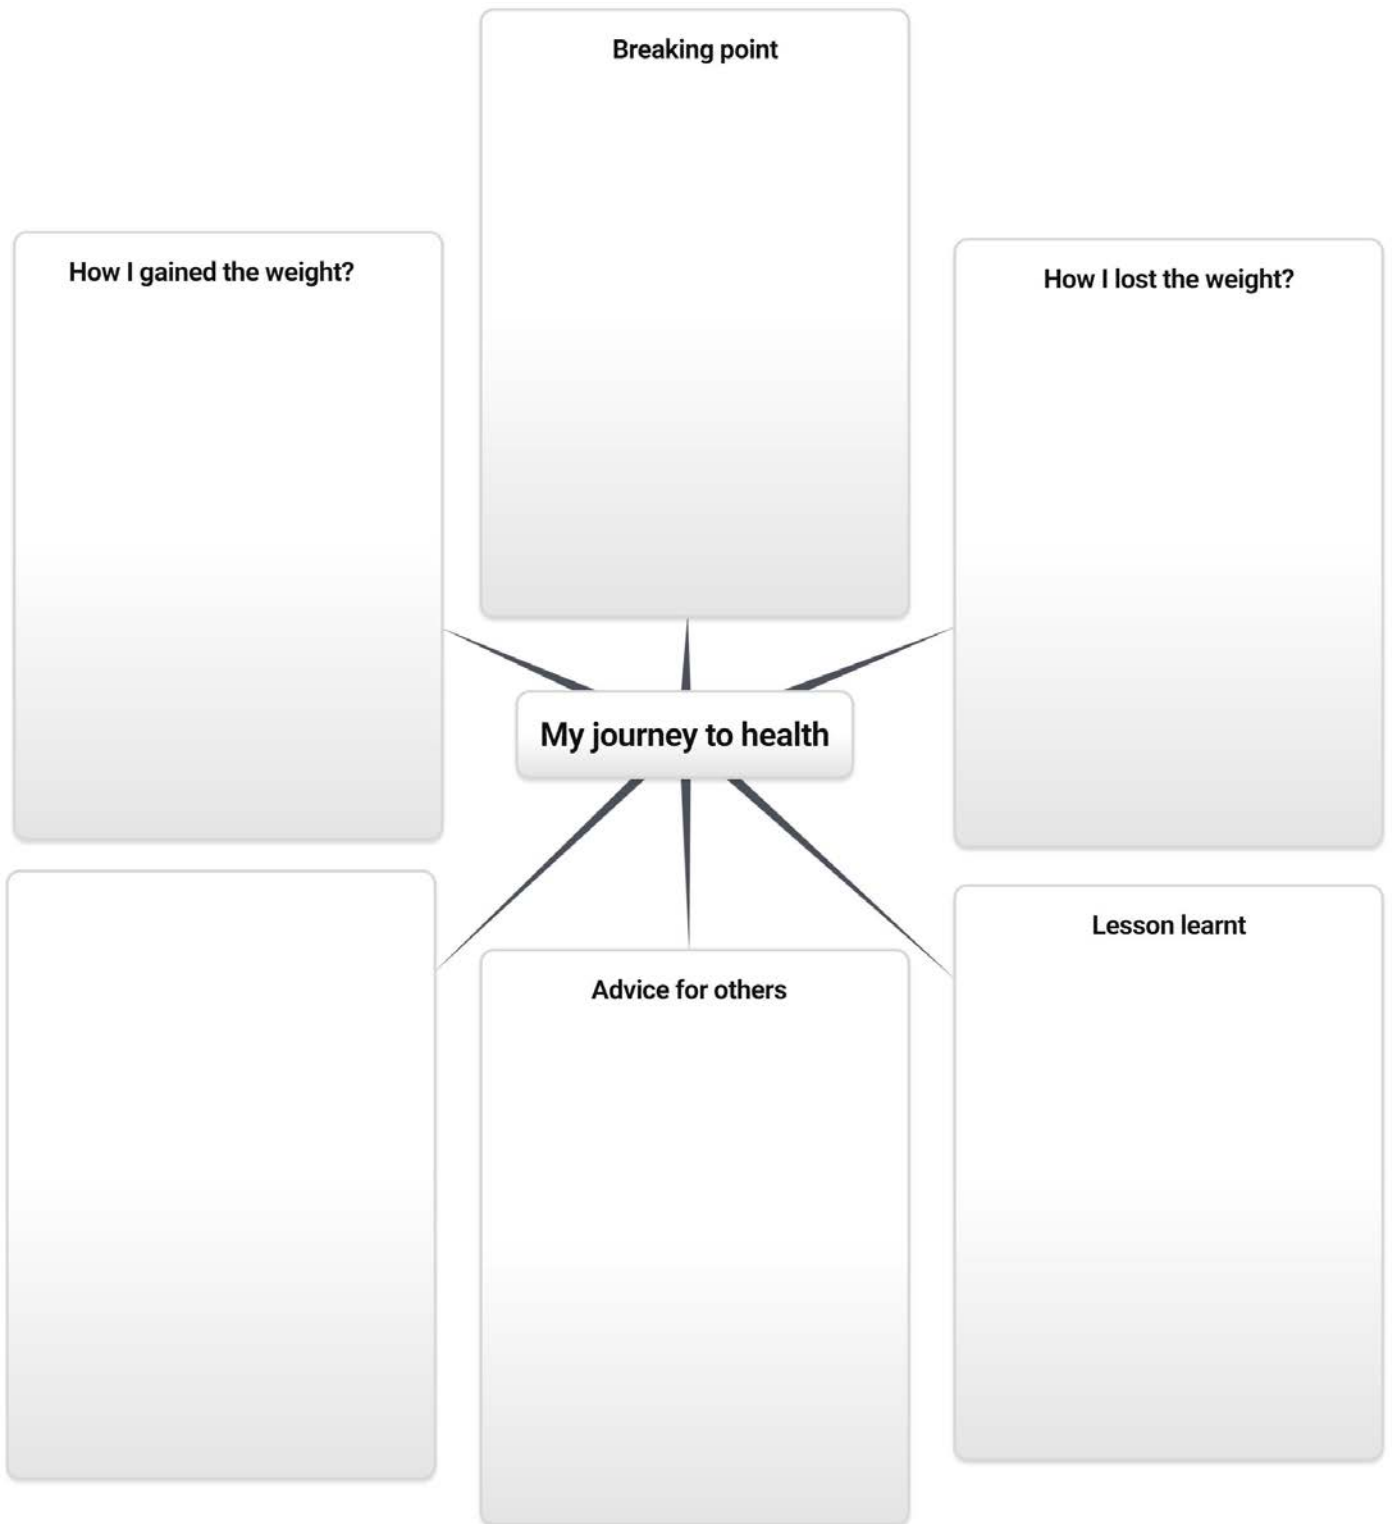 Breaking point
How I gained the weight?
How I lost the weight?
My journey to health
Lesson learnt
Advice for others